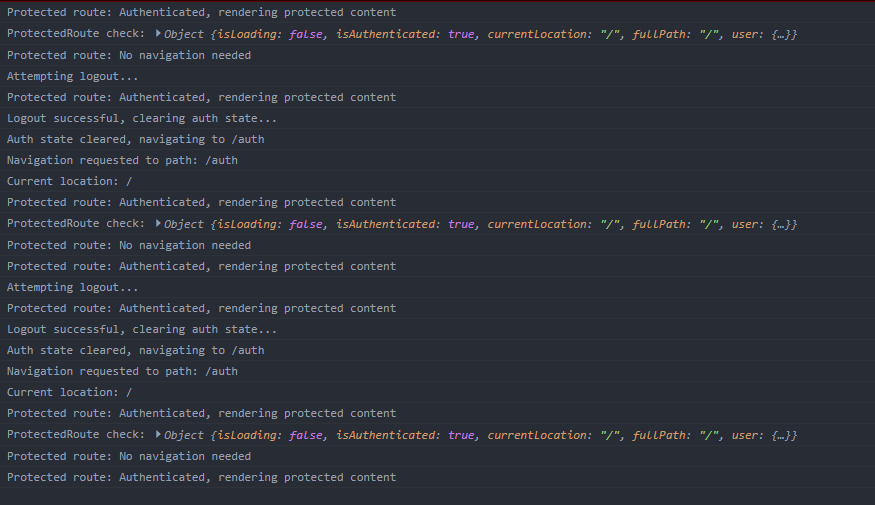 Protected route: Authenticated, rendering protected content
ProtectedRoute check: Object {isLoading: false, isAuthenticated: true, currentLocation: "/", fullPath: "/", user: {…}}
Protected route: No navigation needed
Attempting logout...
Protected route: Authenticated, rendering protected content
Logout successful, clearing auth state...
Auth state cleared, navigating to /auth
Navigation requested to path: /auth
Current location: /
Protected route: Authenticated, rendering protected content
ProtectedRoute check: Object {isLoading: false, isAuthenticated: true, currentLocation: "/", fullPath: "/", user: {…}}
Protected route: No navigation needed
Protected route: Authenticated, rendering protected content
Attempting logout...
Protected route: Authenticated, rendering protected content
Logout successful, clearing auth state...
Auth state cleared, navigating to /auth
Navigation requested to path: /auth
Current location: /
Protected route: Authenticated, rendering protected content
ProtectedRoute check: Object {isLoading: false, isAuthenticated: true, currentLocation: "/", fullPath: "/", user: {…}}
Protected route: No navigation needed
Protected route: Authenticated, rendering protected content